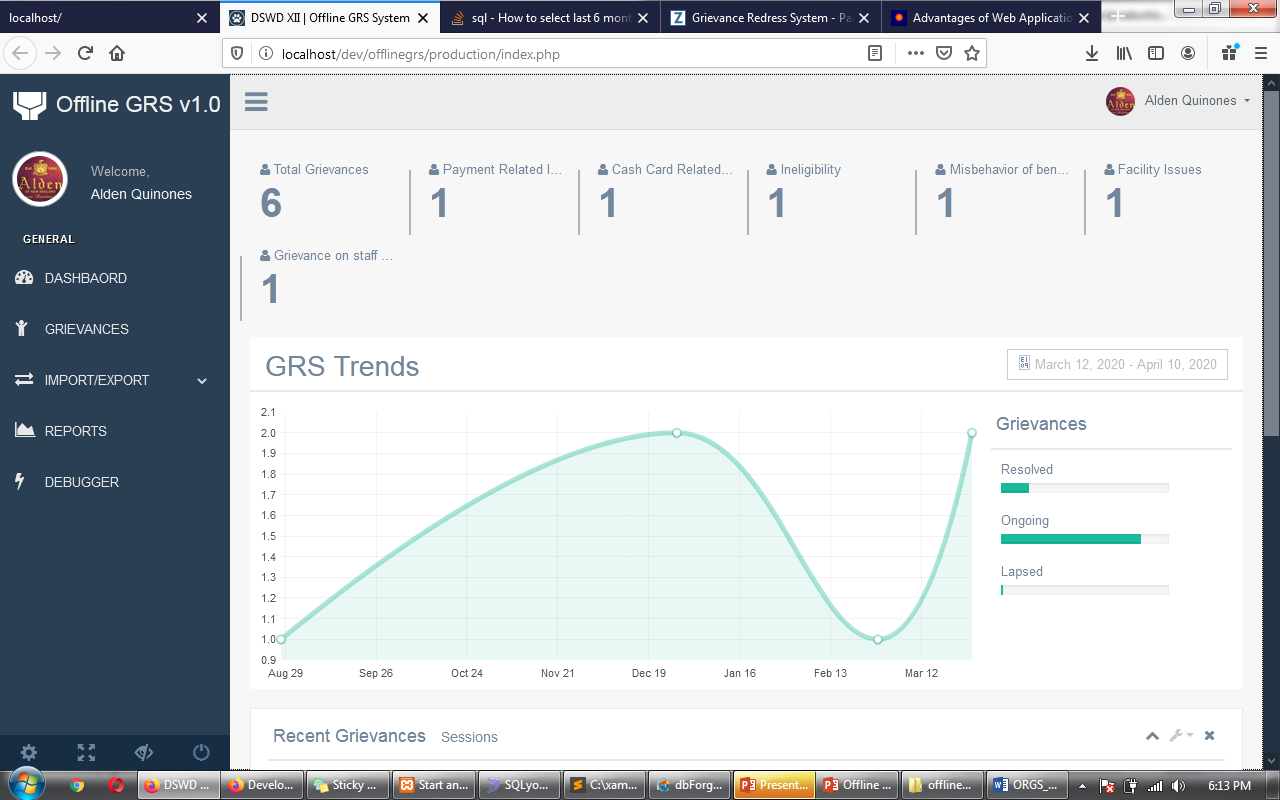 localhost/
DSWD XII | Offline GRS System
sql - How to select last 6 mont
Grievance Redress System - Pa
Advantages of Web Applicatio
localhost/dev/offlinegrs/production/index.php
Offline GRS v1.0
Alden Quinones
Welcome,
Alden Quinones
GENERAL
DASHBAORD
GRIEVANCES
IMPORT/EXPORT
REPORTS
DEBUGGER
Total Grievances
6
Payment Related I...
1
Cash Card Related...
1
Ineligibility
1
Misbehavior of ben...
1
Facility Issues
1
Grievance on staff ...
1
GRS Trends
March 12, 2020 - April 10, 2020
2.1
2.0
1.9
1.8
1.7
1.6
1.5
1.4
1.3
1.2
1.1
1.0
0.9
Aug 29 Sep 26 Oct 24 Nov 21 Dec 19 Jan 16 Feb 13 Mar 12
Grievances
Resolved
Ongoing
Lapsed
Recent Grievances Sessions
DSWD ...
Develo...
Sticky ...
Start an...
SQLyo...
C:\xam...
dbForg...
Present...
Offline ...
offline...
ORGS_...
6:13 PM